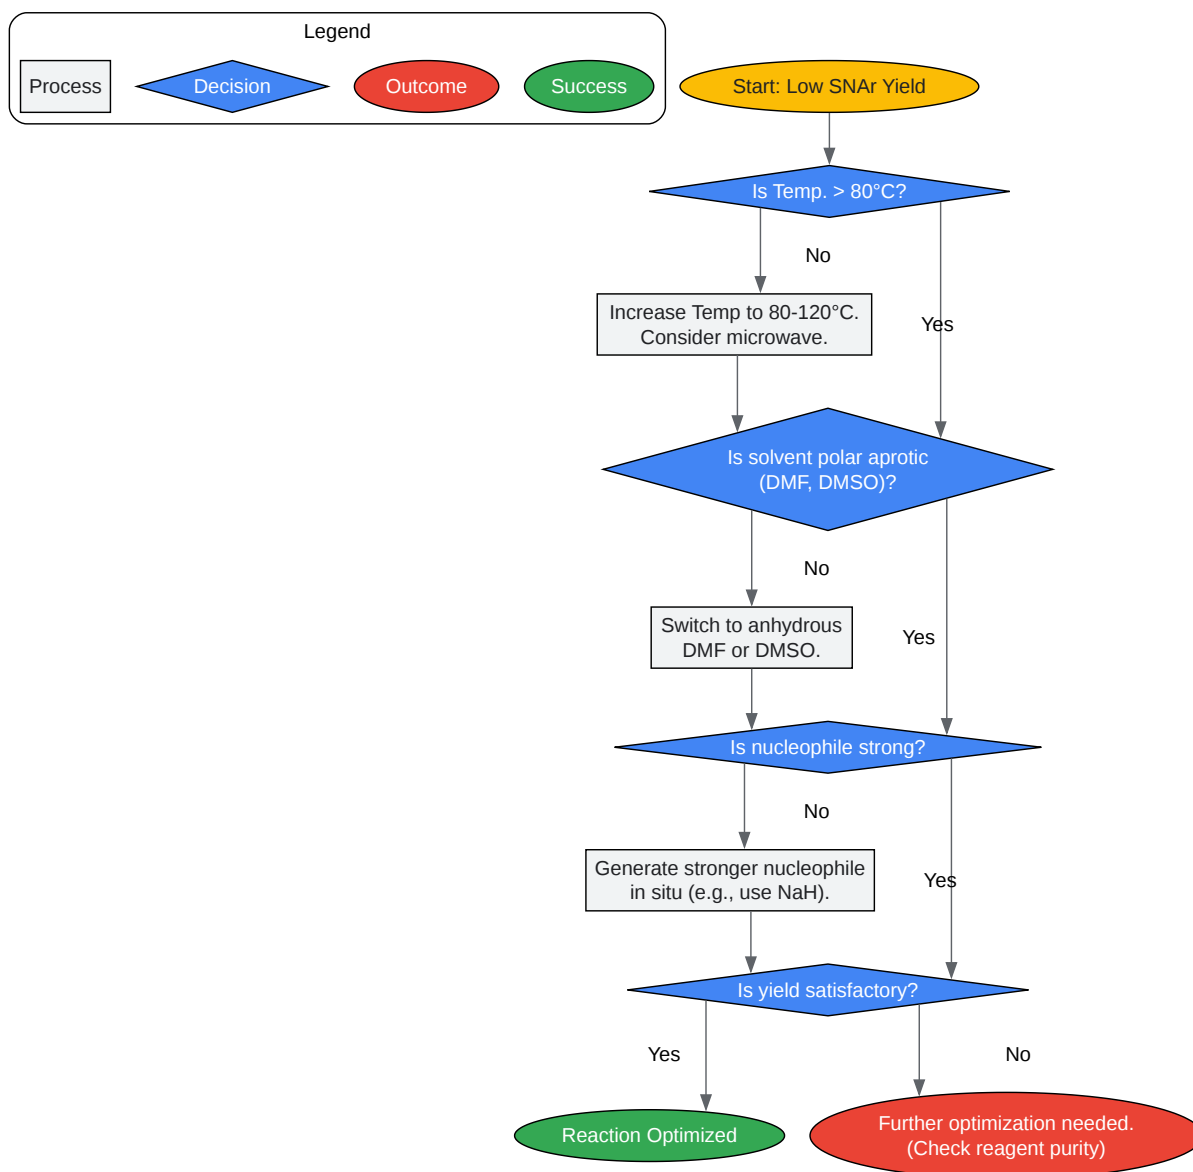 Legend
Process
Decision
Outcome
Success
Start: Low SNAr Yield
Is Temp. > 80°C?
No
Increase Temp to 80-120°C.
Consider microwave.
Yes
Is solvent polar aprotic
(DMF, DMSO)?
No
Switch to anhydrous
DMF or DMSO.
Yes
Is nucleophile strong?
No
Generate stronger nucleophile
in situ (e.g., use NaH).
Yes
Is yield satisfactory?
Yes
No
Reaction Optimized
Further optimization needed.
(Check reagent purity)